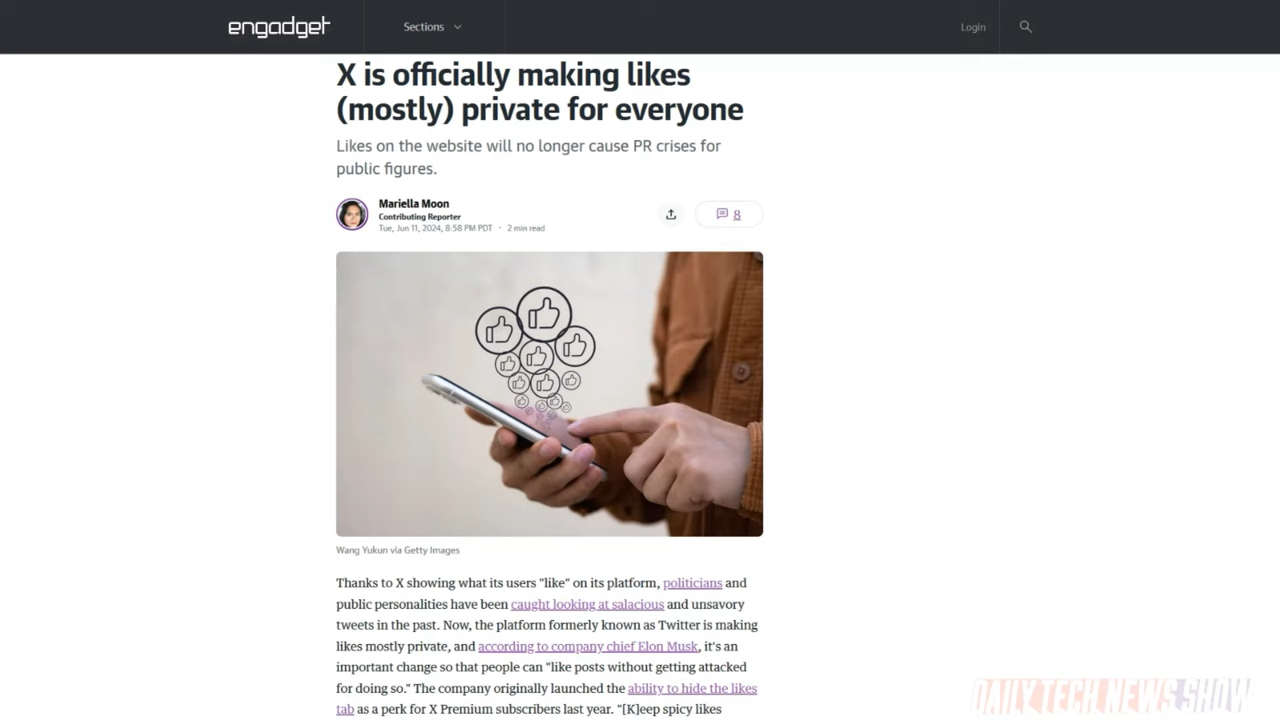 engadget
Sections
Login
X is officially making likes
(mostly) private for everyone
Likes on the website will no longer cause PR crises for
public figures.
Mariella Moon
Contributing Reporter
Tue, Jun 11, 2024, 8:58 PM PDT · 2 min read
8
Wang Yukun via Getty Images
Thanks to X showing what its users "like" on its platform, politicians and
public personalities have been caught looking at salacious and unsavory
tweets in the past. Now, the platform formerly known as Twitter is making
likes mostly private, and according to company chief Elon Musk, it's an
important change so that people can "like posts without getting attacked
for doing so." The company originally launched the ability to hide the likes
tab as a perk for X Premium subscribers last year. "[K]eep spicy likes
DAILY TECH NEWS SHOW